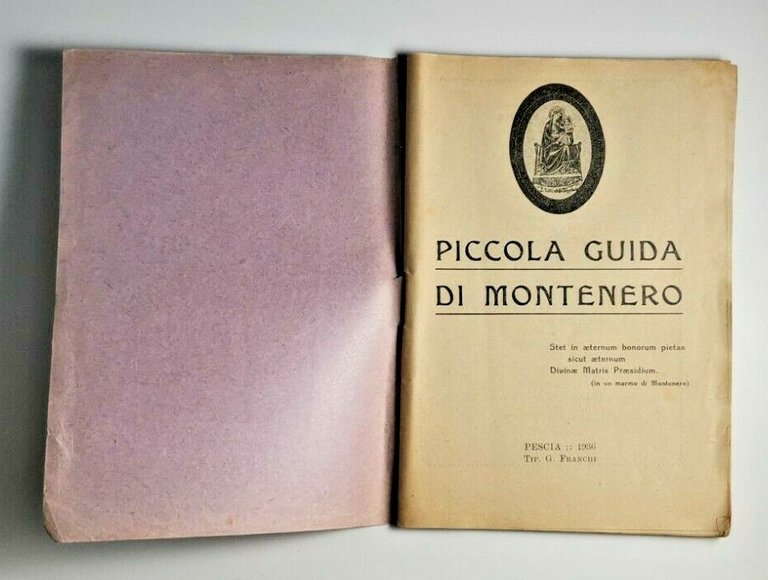 PICCOLA GUIDA
DI MONTENERO
Stet in æternum bonorum pietas
sicut æternum
Divinæ Matris Præsidium.
(in un marmo di Montenero)
PESCIA :: 1936
Tip. G. Franchi